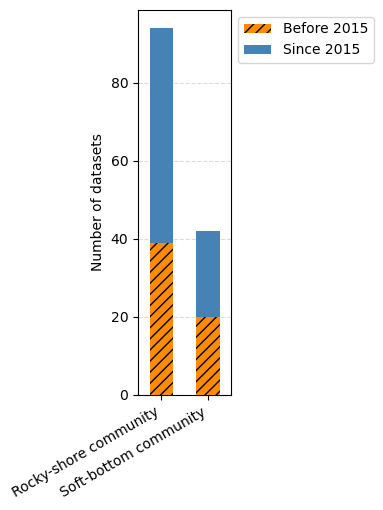 Before 2015
Since 2015
Number of datasets
80
60
40
20
0
Rocky-shore community
Soft-bottom community